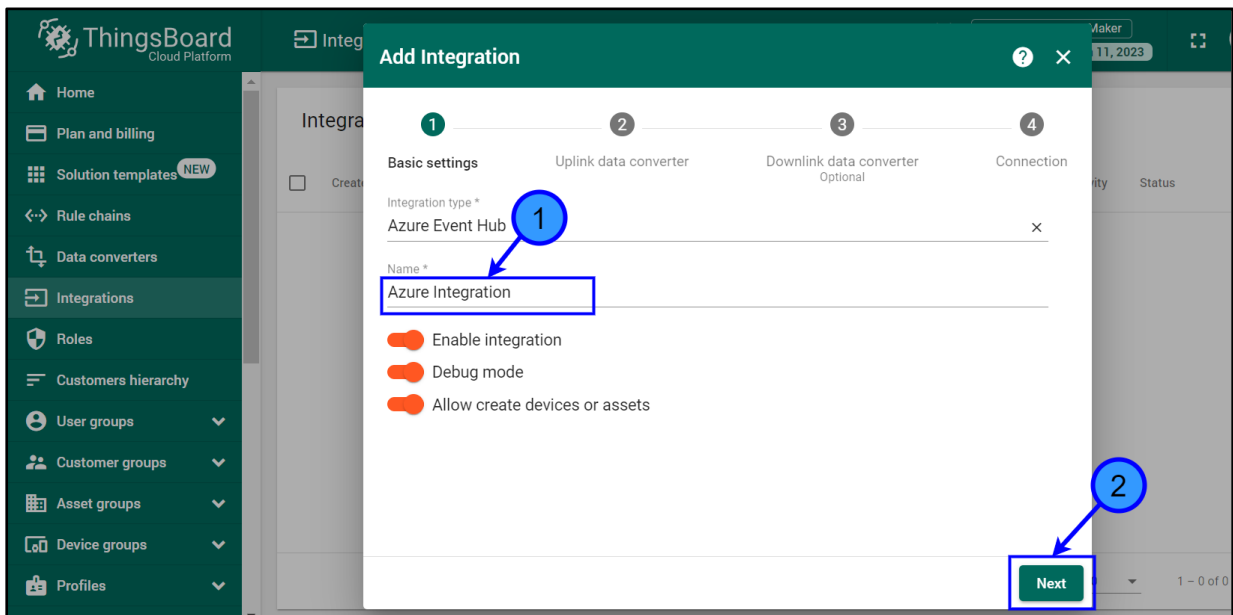 ThingsBoard
Cloud Platform
Integ
Maker
11, 2023
Home
Plan and billing
Solution templates NEW
Rule chains
Data converters
Integrations
Roles
Customers hierarchy
User groups
Customer groups
Asset groups
Device groups
Profiles
Integra
Create
ity Status
1 – 0 of 0
Add Integration ?
1 2 3 4
Basic settings Uplink data converter Downlink data converter Connection
Optional
Integration type *
Azure Event Hub
1
Name *
Azure Integration
Enable integration
Debug mode
Allow create devices or assets
2
Next